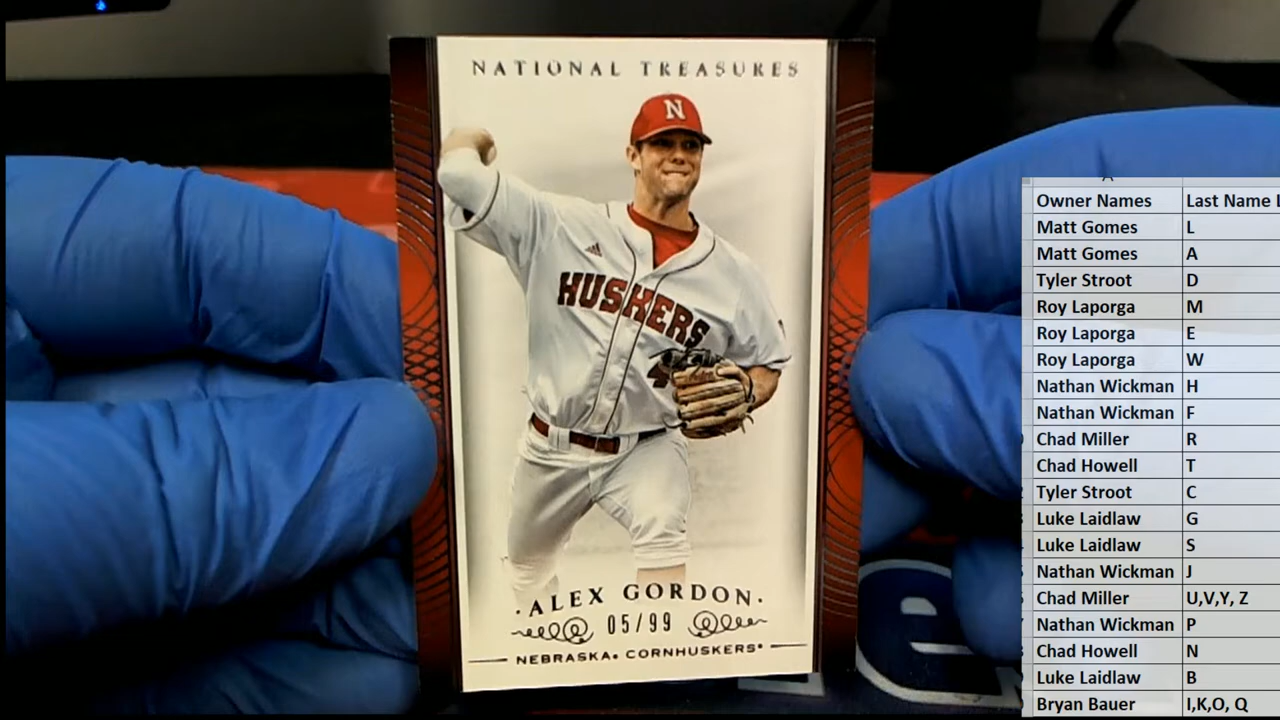 NATIONAL TREASURES
N
HUSKERS
4
·ALEX GORDON·
05/99
NEBRASKA® CORNHUSKERS®
e
A
Owner Names Last Name L
Matt Gomes L
Matt Gomes A
Tyler Stroot D
Roy Laporga M
Roy Laporga E
Roy Laporga W
Nathan Wickman H
Nathan Wickman F
Chad Miller R
Chad Howell T
Tyler Stroot C
Luke Laidlaw G
Luke Laidlaw S
Nathan Wickman J
Chad Miller U,V,Y, Z
Nathan Wickman P
Chad Howell N
Luke Laidlaw B
Bryan Bauer I,K,O, Q